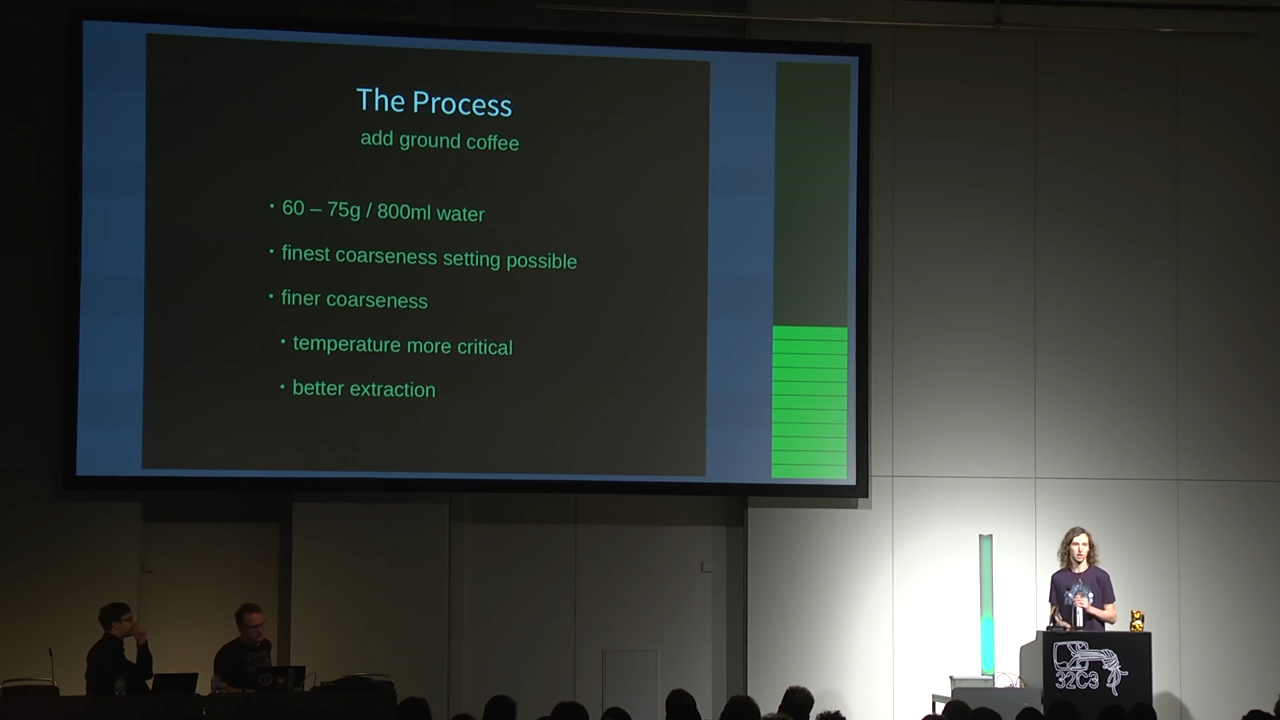 The Process
add ground coffee
• 60 – 75g / 800ml water
• finest coarseness setting possible
• finer coarseness
• temperature more critical
• better extraction
32C3